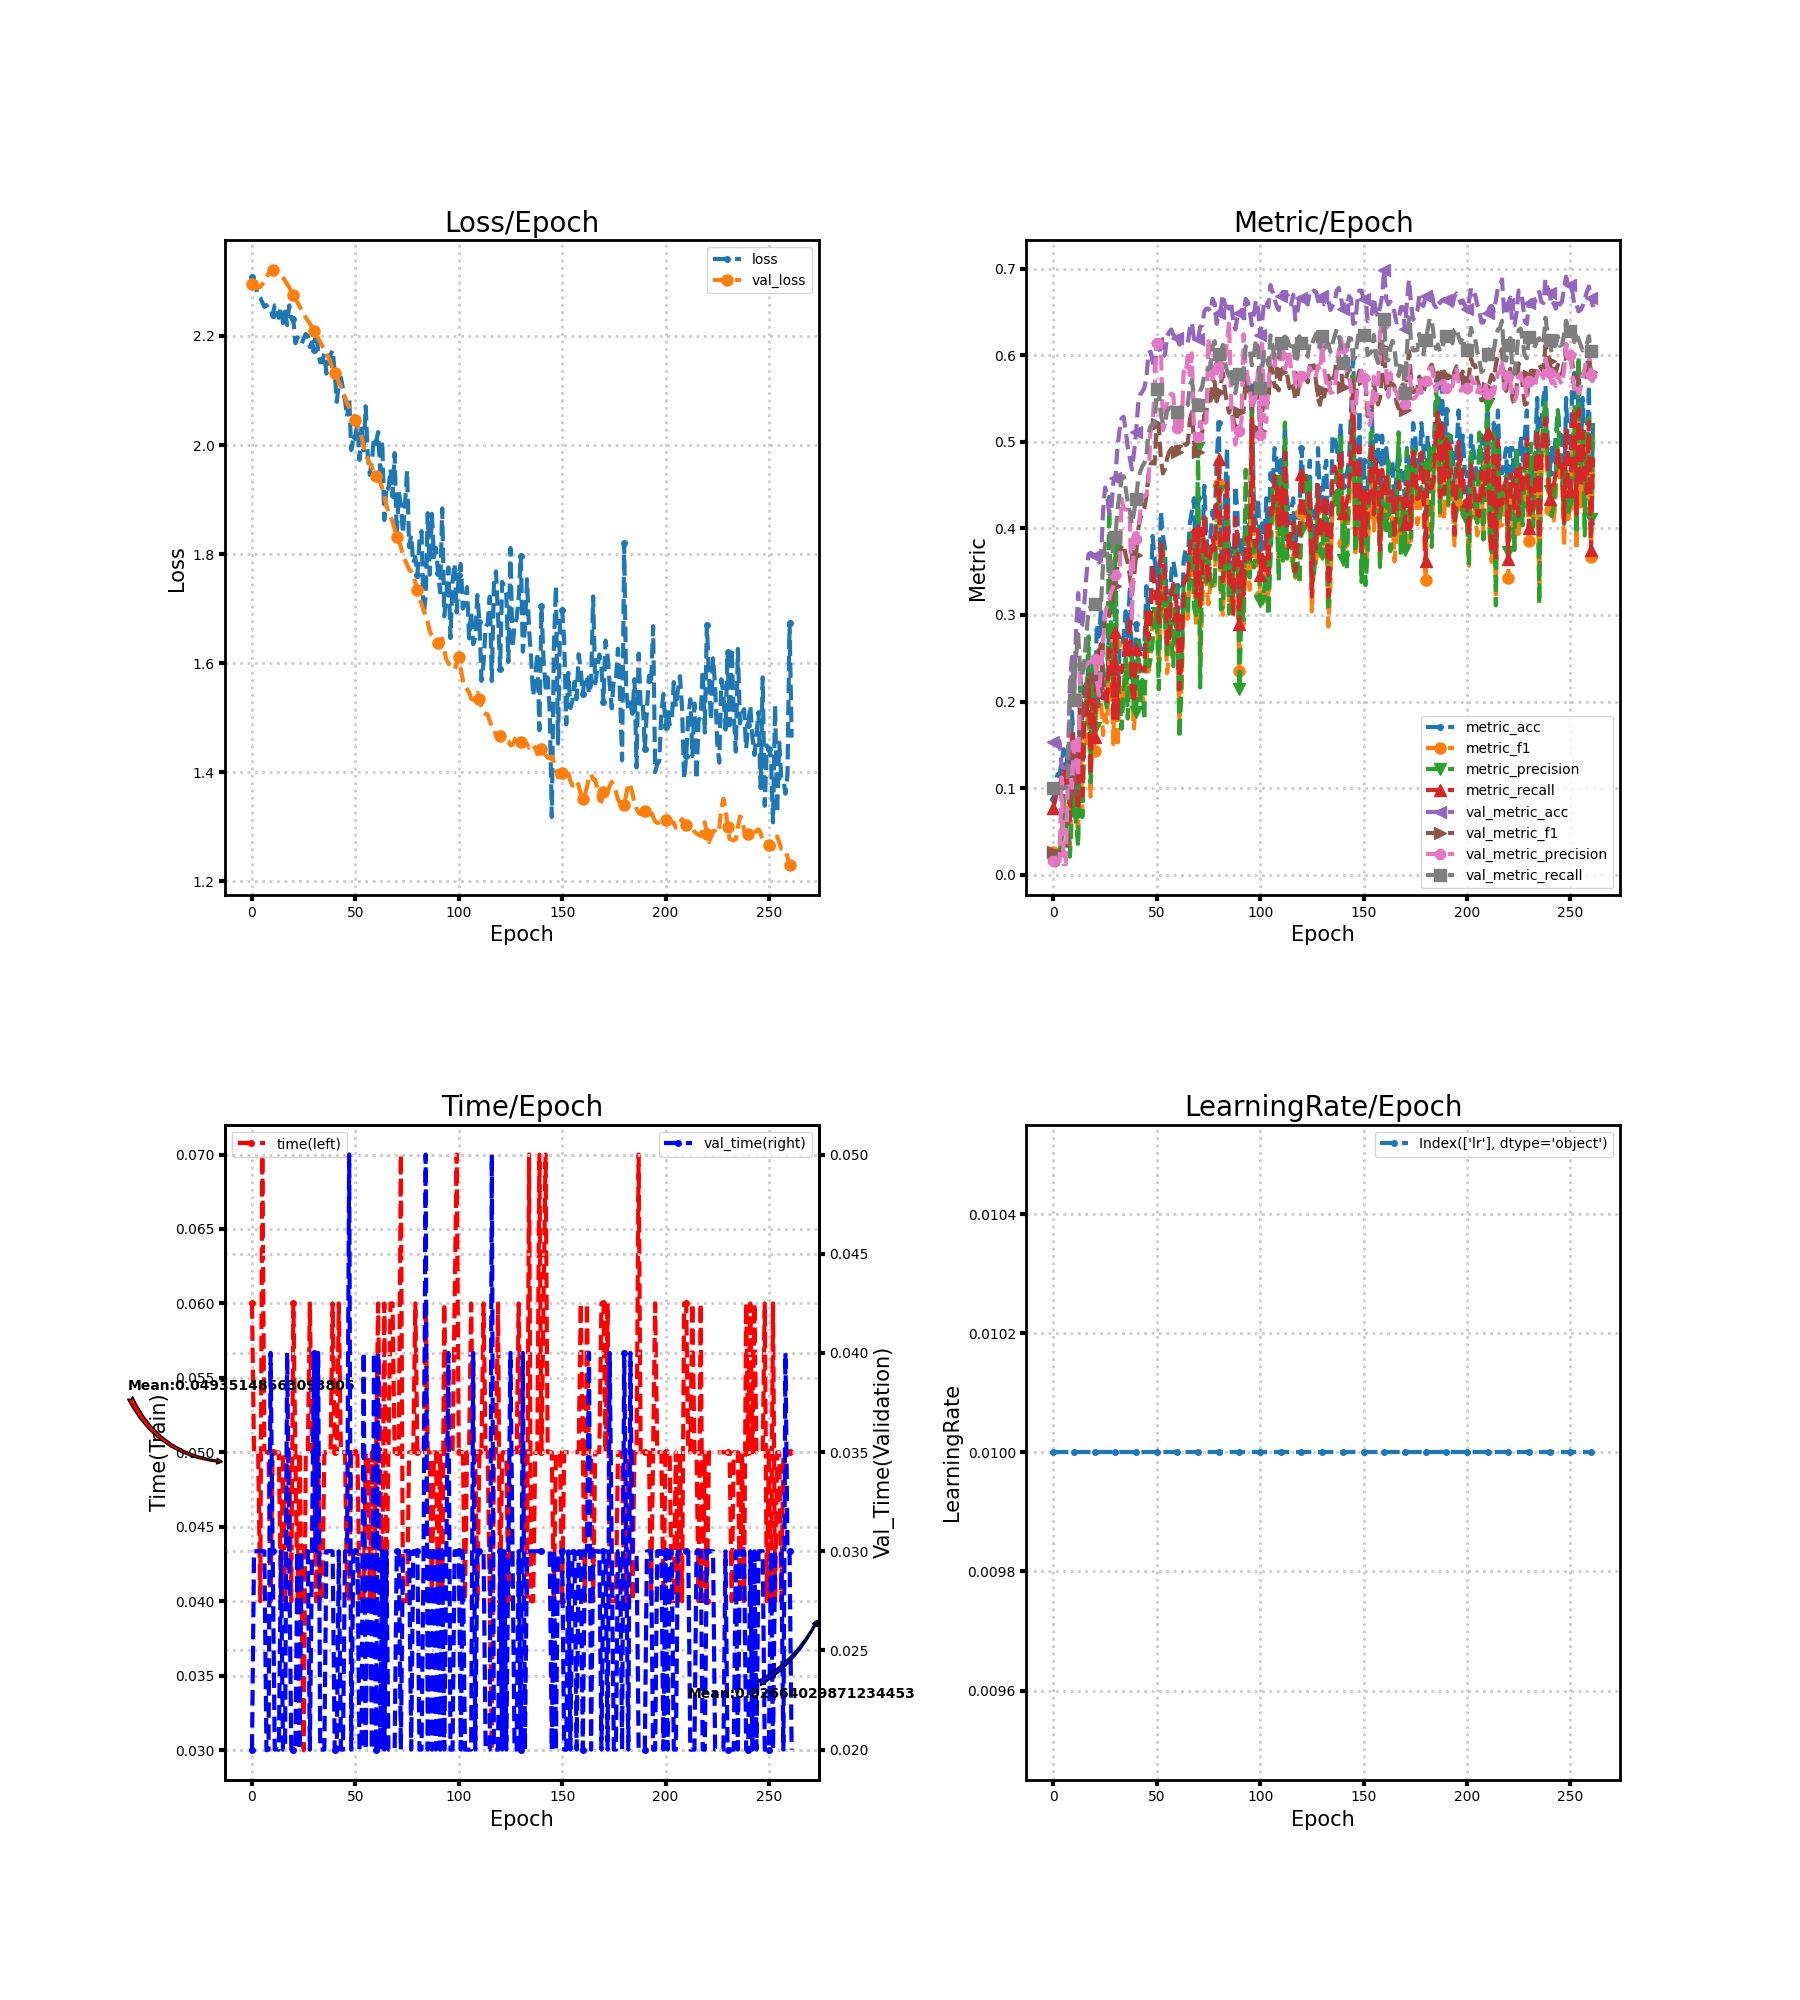 Loss/Epoch
loss
val_loss
2.2
2.0
1.8
1.6
1.4
1.2
Loss
0
50
100
150
200
250
Epoch
Metric/Epoch
0.7
0.6
0.5
0.4
0.3
0.2
0.1
0.0
Metric
metric_acc
metric_f1
metric_precision
metric_recall
val_metric_acc
val_metric_f1
val_metric_precision
val_metric_recall
0
50
100
150
200
250
Epoch
Time/Epoch
time(left)
val_time(right)
0.070
0.065
0.060
0.055
0.050
0.045
0.040
0.035
0.030
Time(Train)
0.050
0.045
0.040
0.035
0.030
0.025
0.020
Val_Time(Validation)
0
50
100
150
200
250
Epoch
LearningRate/Epoch
Index(['lr'], dtype='object')
0.0104
0.0102
0.0100
0.0098
0.0096
LearningRate
0
50
100
150
200
250
Epoch